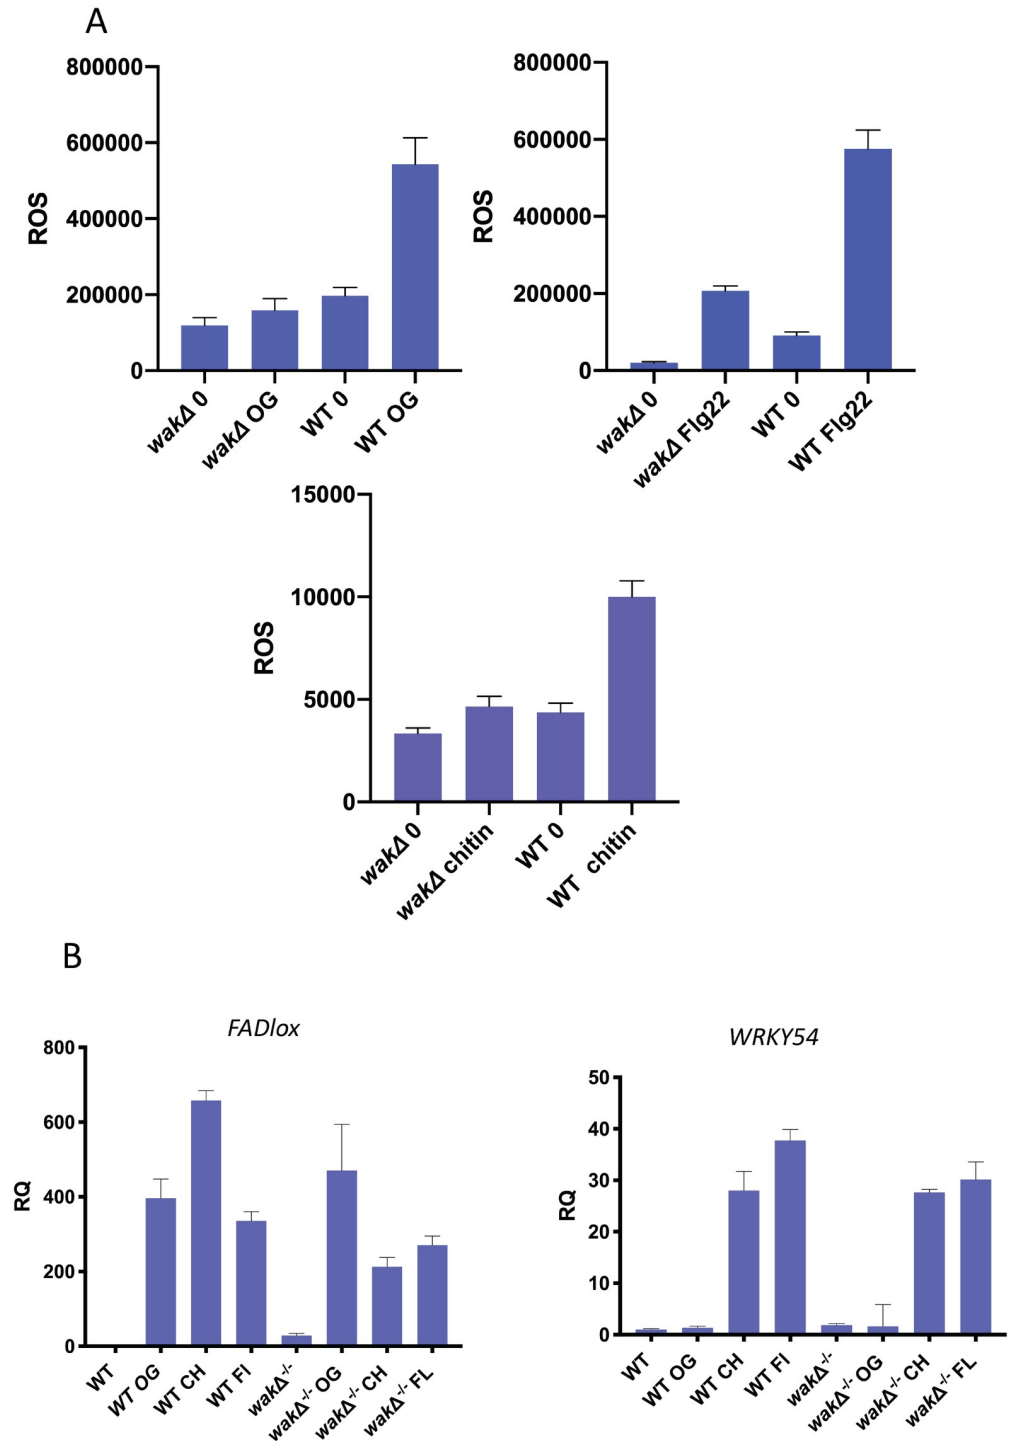 A
800000
600000
400000
200000
0
ROS
wakΔ 0
wakΔ OG
WT 0
WT OG
800000
600000
400000
200000
0
ROS
wakΔ 0
wakΔ Flg22
WT 0
WT Flg22
15000
10000
5000
0
ROS
wakΔ 0
wakΔ chitin
WT 0
WT chitin
B
FADlox
800
600
400
200
0
RQ
WT
WT OG
WT CH
WT Fl
wakΔ-/-
wakΔ-/- OG
wakΔ-/- CH
wakΔ-/- FL
WRKY54
50
40
30
20
10
0
RQ
WT
WT OG
WT CH
WT Fl
wakΔ-/-
wakΔ-/- OG
wakΔ-/- CH
wakΔ-/- FL